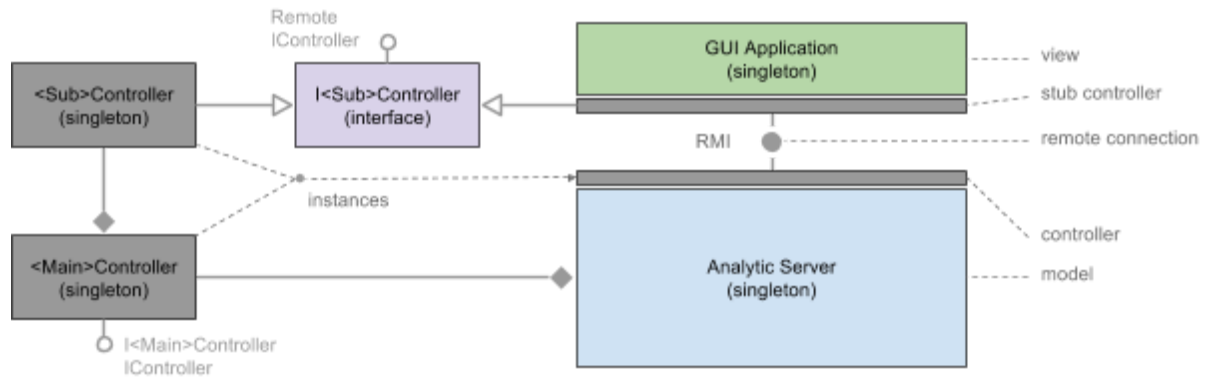 Remote
IController
<Sub>Controller
(singleton)
I<Sub>Controller
(interface)
GUI Application
(singleton)
view
stub controller
RMI
remote connection
instances
controller
<Main>Controller
(singleton)
Analytic Server
(singleton)
model
I<Main>Controller
IController